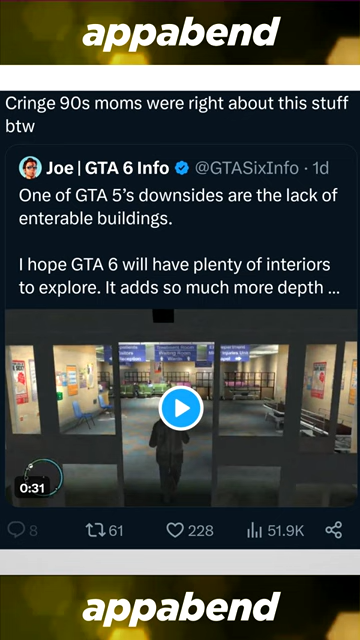 appabend
Cringe 90s moms were right about this stuff
btw
Joe | GTA 6 Info @GTASixInfo · 1d
One of GTA 5's downsides are the lack of
enterable buildings.
I hope GTA 6 will have plenty of interiors
to explore. It adds so much more depth ...
0:31
8 61 228 51.9K
appabend